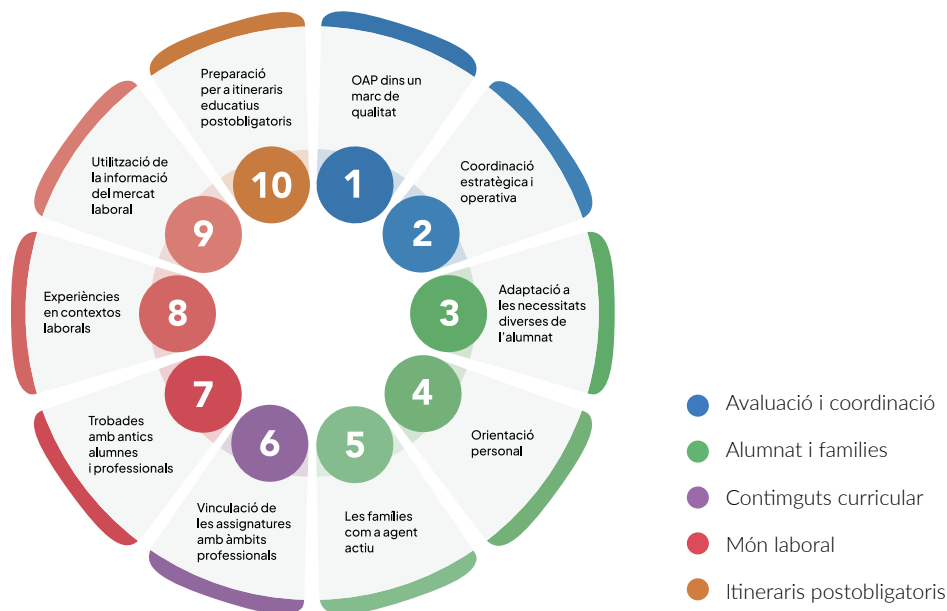 1
OAP dins un
marc de
qualitat
2
Coordinació
estratègica i
operativa
3
Adaptació a
les necessitats
diverses de
l'alumnat
4
Orientació
personal
5
Les famílies
com a agent
actiu
6
Vinculació de
les assignatures
amb àmbits
professionals
7
Trobades
amb antics
alumnes
i professionals
8
Experiències
en contextos
laborals
9
Utilització de
la informació
del mercat
laboral
10
Preparació
per a itineraris
educatius
postobligatoris
Avaluació i coordinació
Alumnat i families
Contimguts curricular
Món laboral
Itineraris postobligatoris